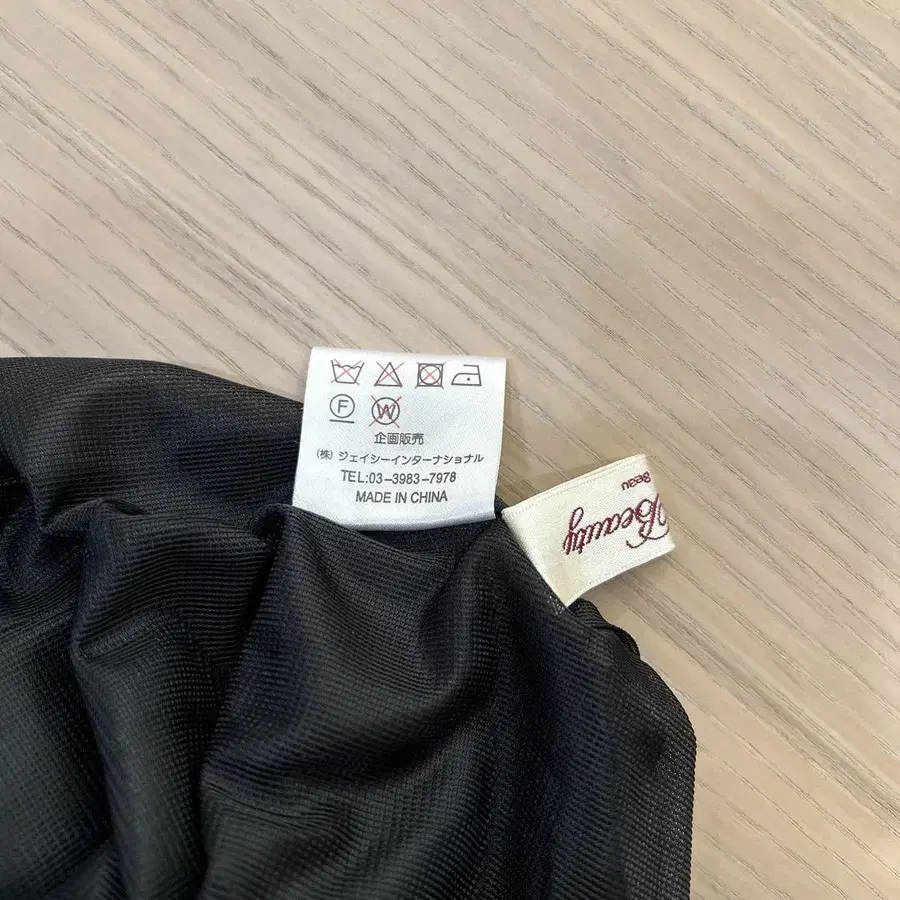 F
W
企画販売
(株) ジェイシーインターナショナル
TEL:03-3983-7978
MADE IN CHINA
Beau
Beauty